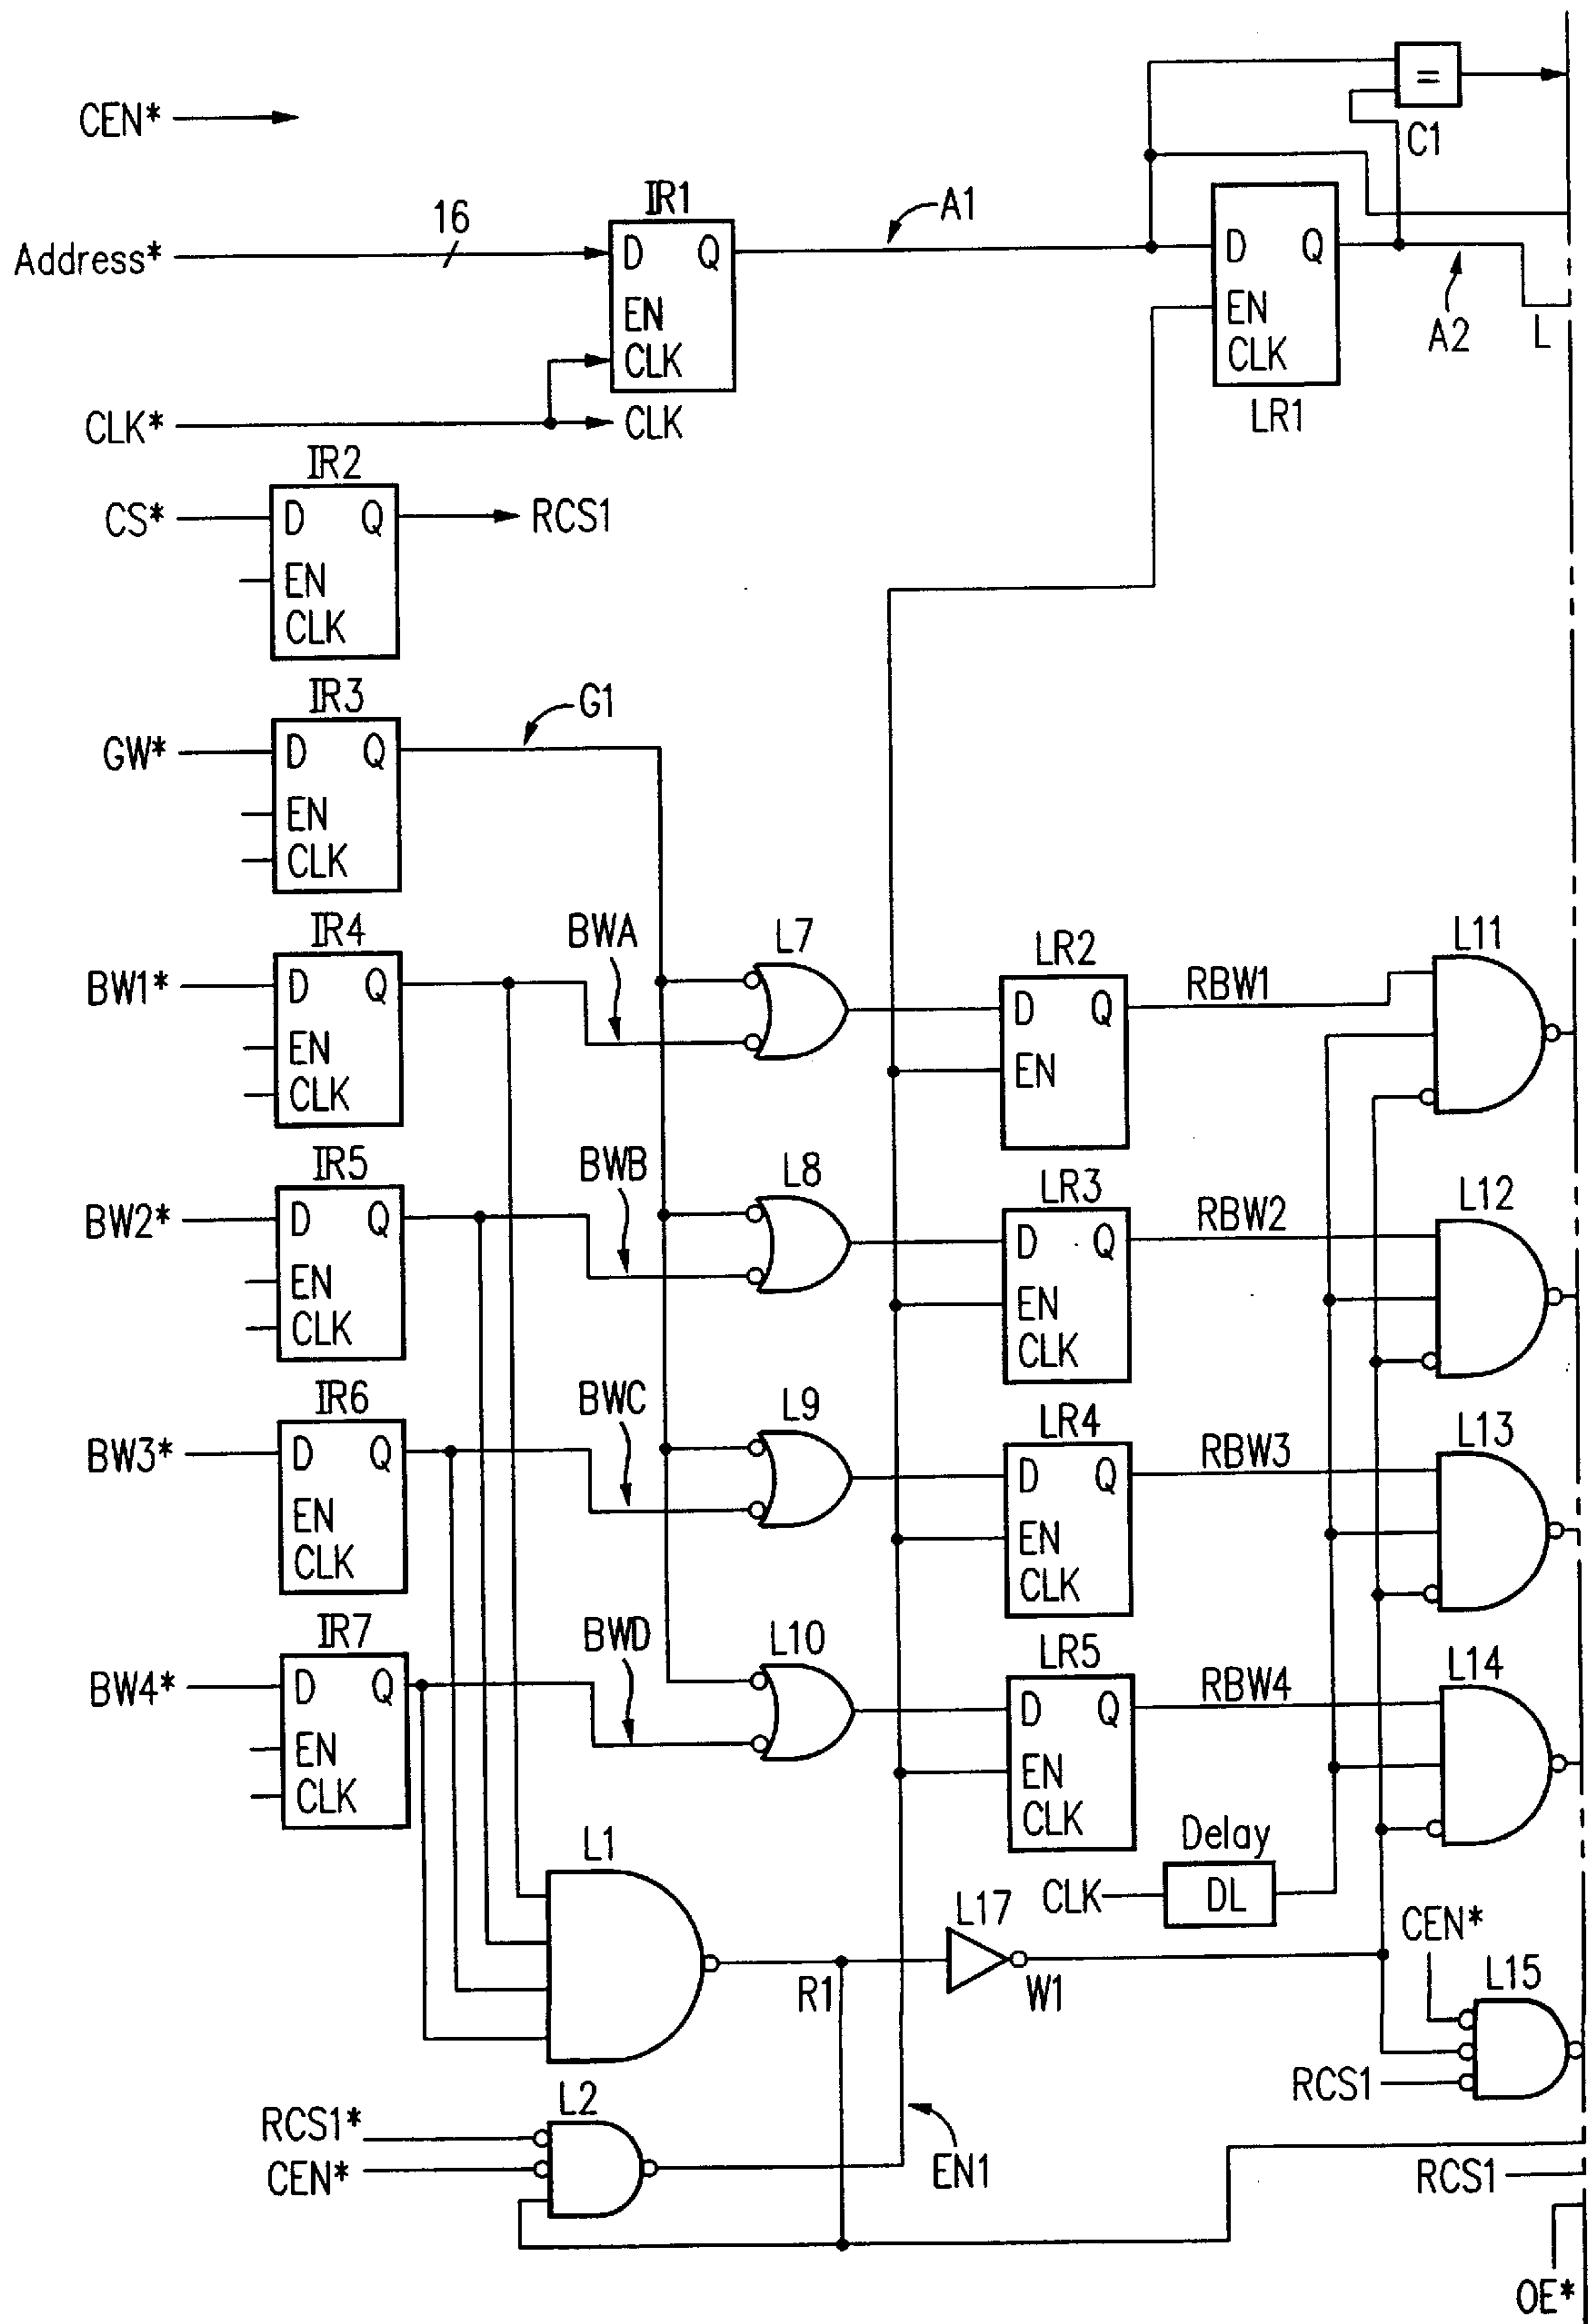 =
C1
CEN*
16
IR1
A1
Address*
D Q
EN
CLK
D Q
EN
CLK
A2
L
LR1
CLK*
CLK
IR2
CS*
D Q
EN
CLK
RCS1
IR3
G1
GW*
D Q
EN
CLK
IR4
BWA
L7
LR2
L11
BW1*
D Q
EN
CLK
D Q
EN
RBW1
IR5
BWB
L8
LR3
RBW2
L12
BW2*
D Q
EN
CLK
D Q
EN
CLK
IR6
BWC
L9
LR4
RBW3
L13
BW3*
D Q
EN
CLK
D Q
EN
CLK
IR7
BWD
L10
LR5
RBW4
L14
BW4*
D Q
EN
CLK
D Q
EN
CLK
L1
Delay
CLK
DL
L17
CEN*
L15
R1
W1
RCS1
L2
RCS1*
CEN*
EN1
RCS1
OE*